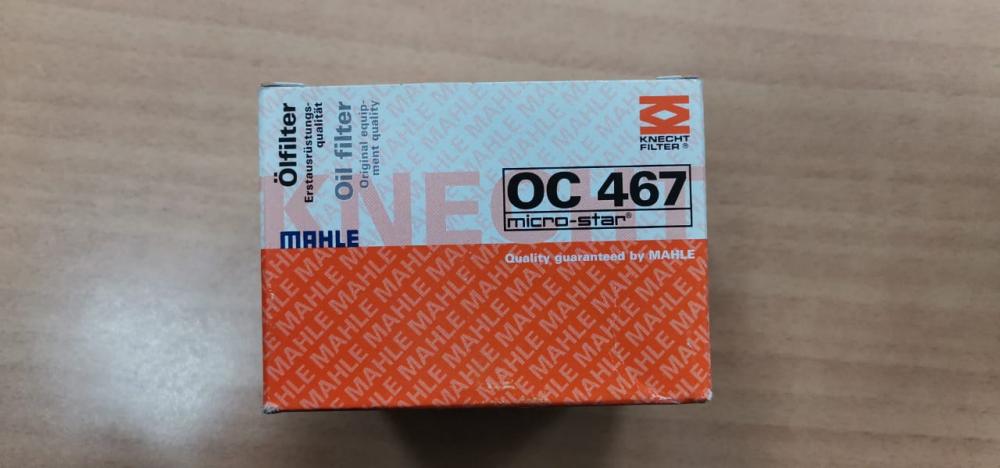 Ölfilter
Erstausrüstungs-
qualität
Oil filter
Original equip-
ment quality
MAHLE
KNECHT
KNECHT
FILTER®
OC 467
micro-star®
Quality guaranteed by MAHLE